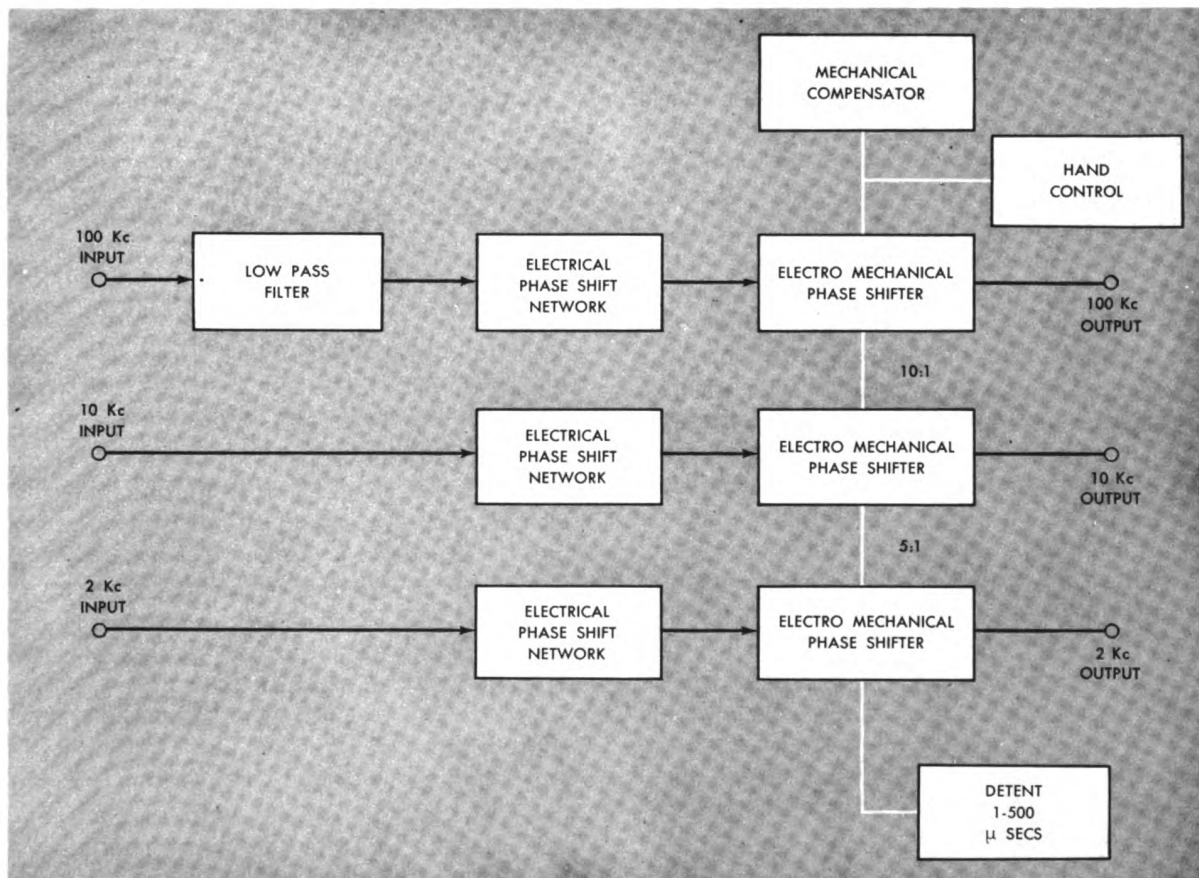 MECHANICAL
COMPENSATOR
HAND
CONTROL
100 Kc
INPUT
LOW PASS
FILTER
ELECTRICAL
PHASE SHIFT
NETWORK
ELECTRO MECHANICAL
PHASE SHIFTER
100 Kc
OUTPUT
10:1
10 Kc
INPUT
ELECTRICAL
PHASE SHIFT
NETWORK
ELECTRO MECHANICAL
PHASE SHIFTER
10 Kc
OUTPUT
5:1
2 Kc
INPUT
ELECTRICAL
PHASE SHIFT
NETWORK
ELECTRO MECHANICAL
PHASE SHIFTER
2 Kc
OUTPUT
DETENT
1-500
μ SECS